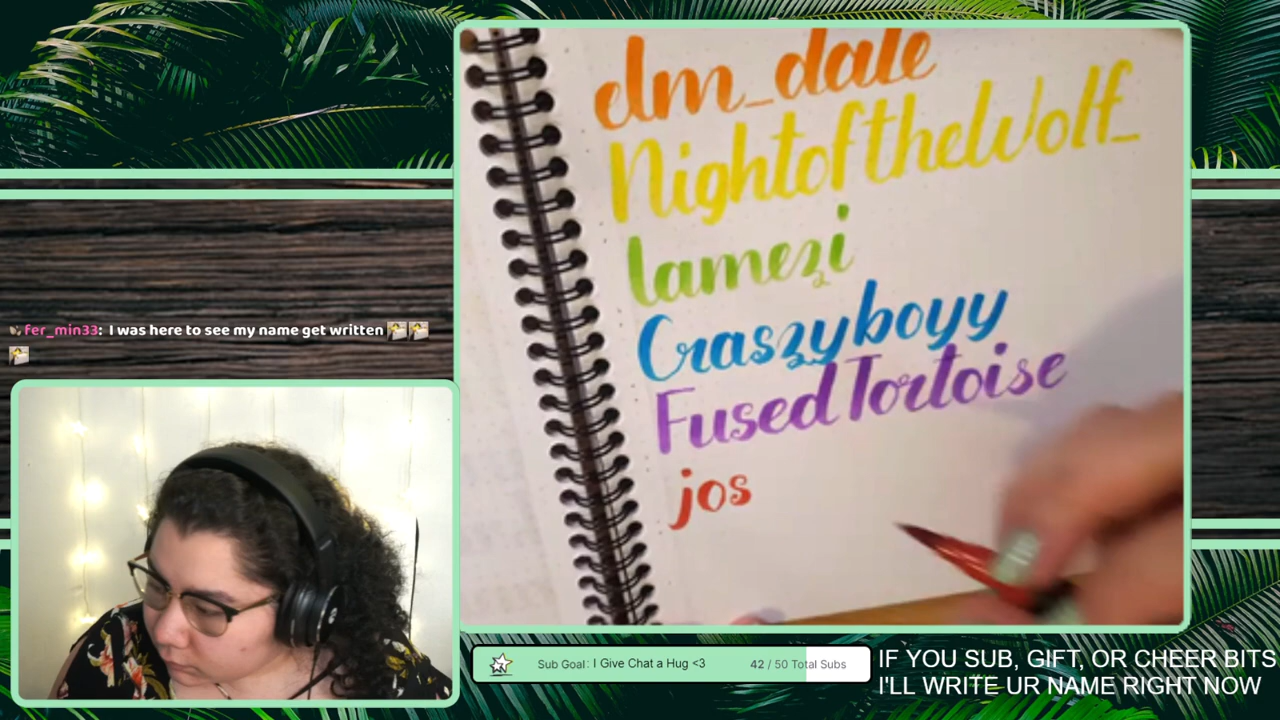 dm_dale
NightoftheWolf_
lamezi
Craszyboyy
FusedTortoise
jos
fer_min33: I was here to see my name get written
Sub Goal: I Give Chat a Hug <3 42 / 50 Total Subs
IF YOU SUB, GIFT, OR CHEER BITS
I'LL WRITE UR NAME RIGHT NOW